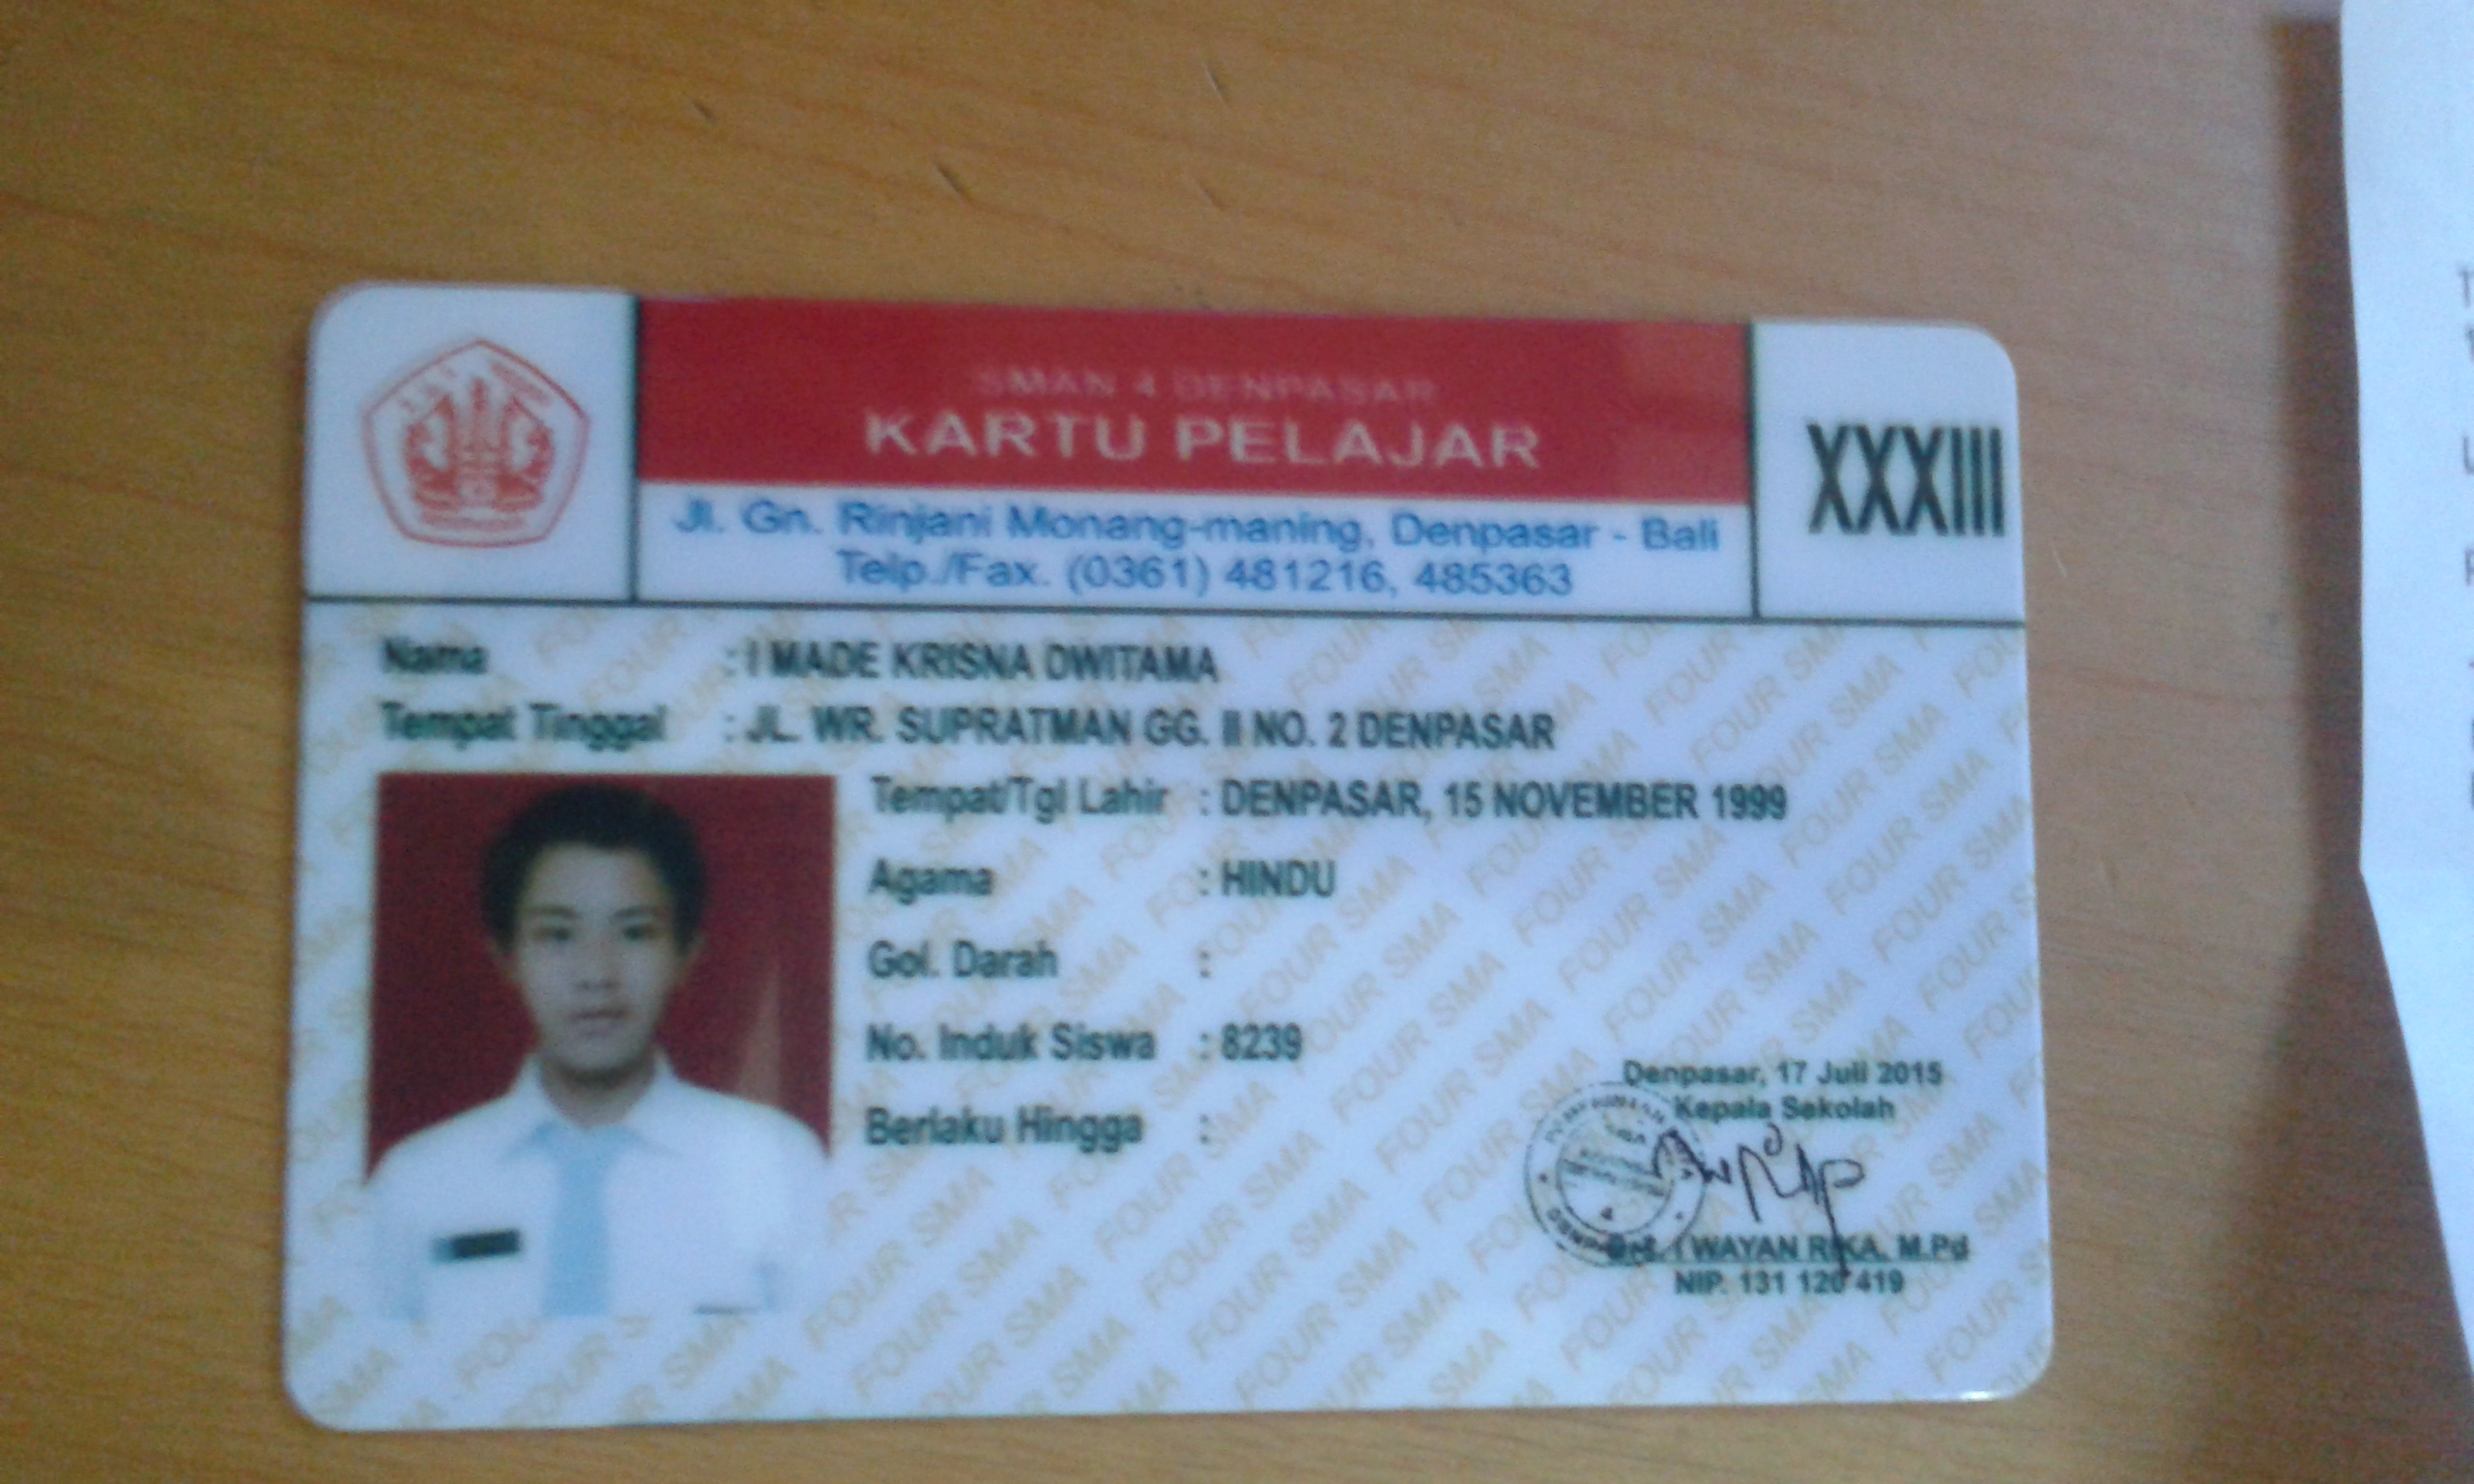 SMAN 4 DENPASAR
KARTU PELAJAR
XXXIII
Jl. Gn. Rinjani Monang-maning, Denpasar - Bali
Telp./Fax. (0361) 481216, 485363
Nama : I MADE KRISNA DWITAMA
Tempat Tinggal : JL. WR. SUPRATMAN GG. II NO. 2 DENPASAR
Tempat/Tgl Lahir : DENPASAR, 15 NOVEMBER 1999
Agama : HINDU
Gol. Darah :
No. Induk Siswa : 8239
Berlaku Hingga :
Denpasar, 17 Juli 2015
Kepala Sekolah
Drs. I WAYAN RIKA, M.Pd
NIP. 131 120 419
FOUR SMA